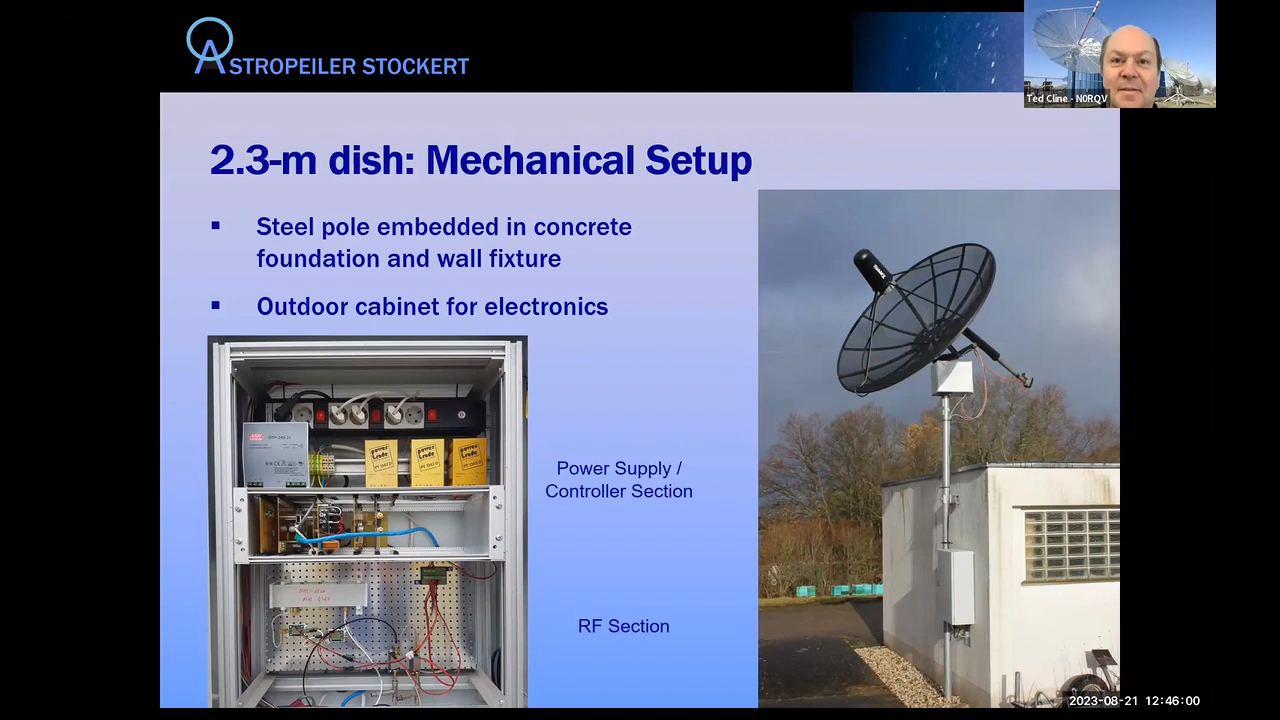 ASTROPEILER STOCKERT
Ted Cline - N0RQV
2.3-m dish: Mechanical Setup
▪ Steel pole embedded in concrete
foundation and wall fixture
▪ Outdoor cabinet for electronics
Power Supply /
Controller Section
RF Section
2023-08-21 12:46:00